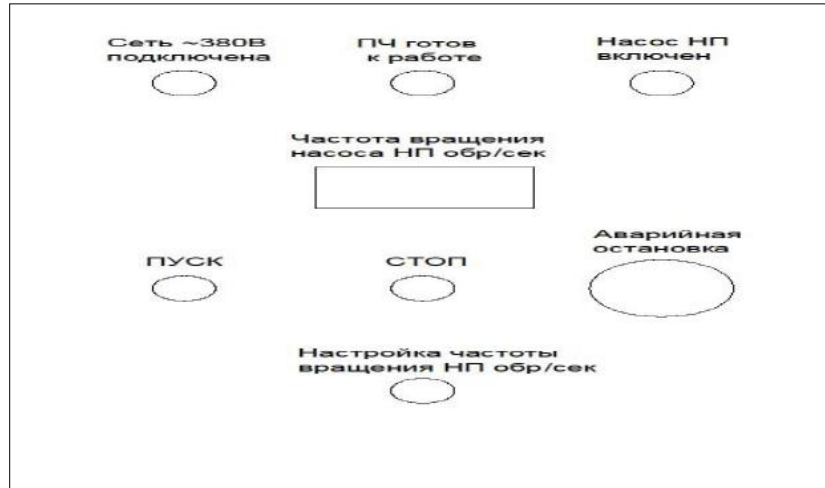 Сеть ~380В
подключена
ПЧ готов
к работе
Насос НП
включен
Частота вращения
насоса НП обр/сек
ПУСК
СТОП
Аварийная
остановка
Настройка частоты
вращения НП обр/сек